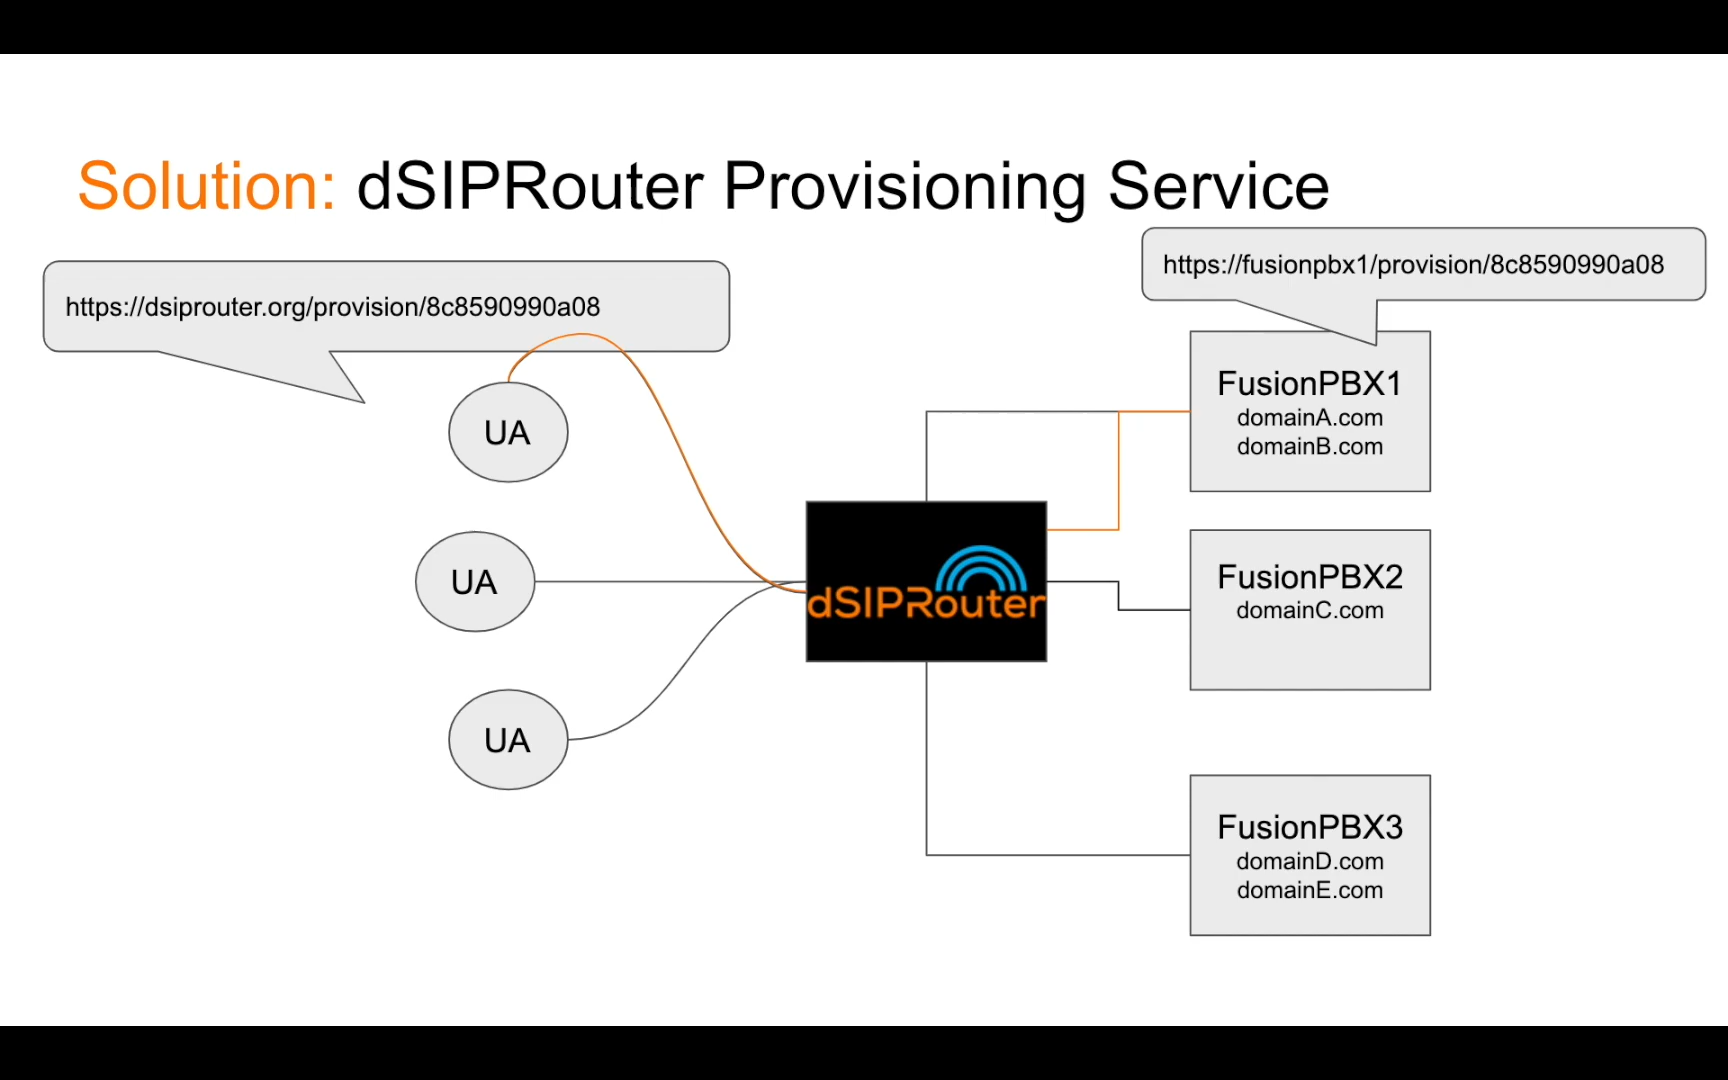 Solution: dSIPRouter Provisioning Service
https://dsiprouter.org/provision/8c8590990a08
https://fusionpbx1/provision/8c8590990a08
UA
UA
UA
dSIPRouter
FusionPBX1
domainA.com
domainB.com
FusionPBX2
domainC.com
FusionPBX3
domainD.com
domainE.com